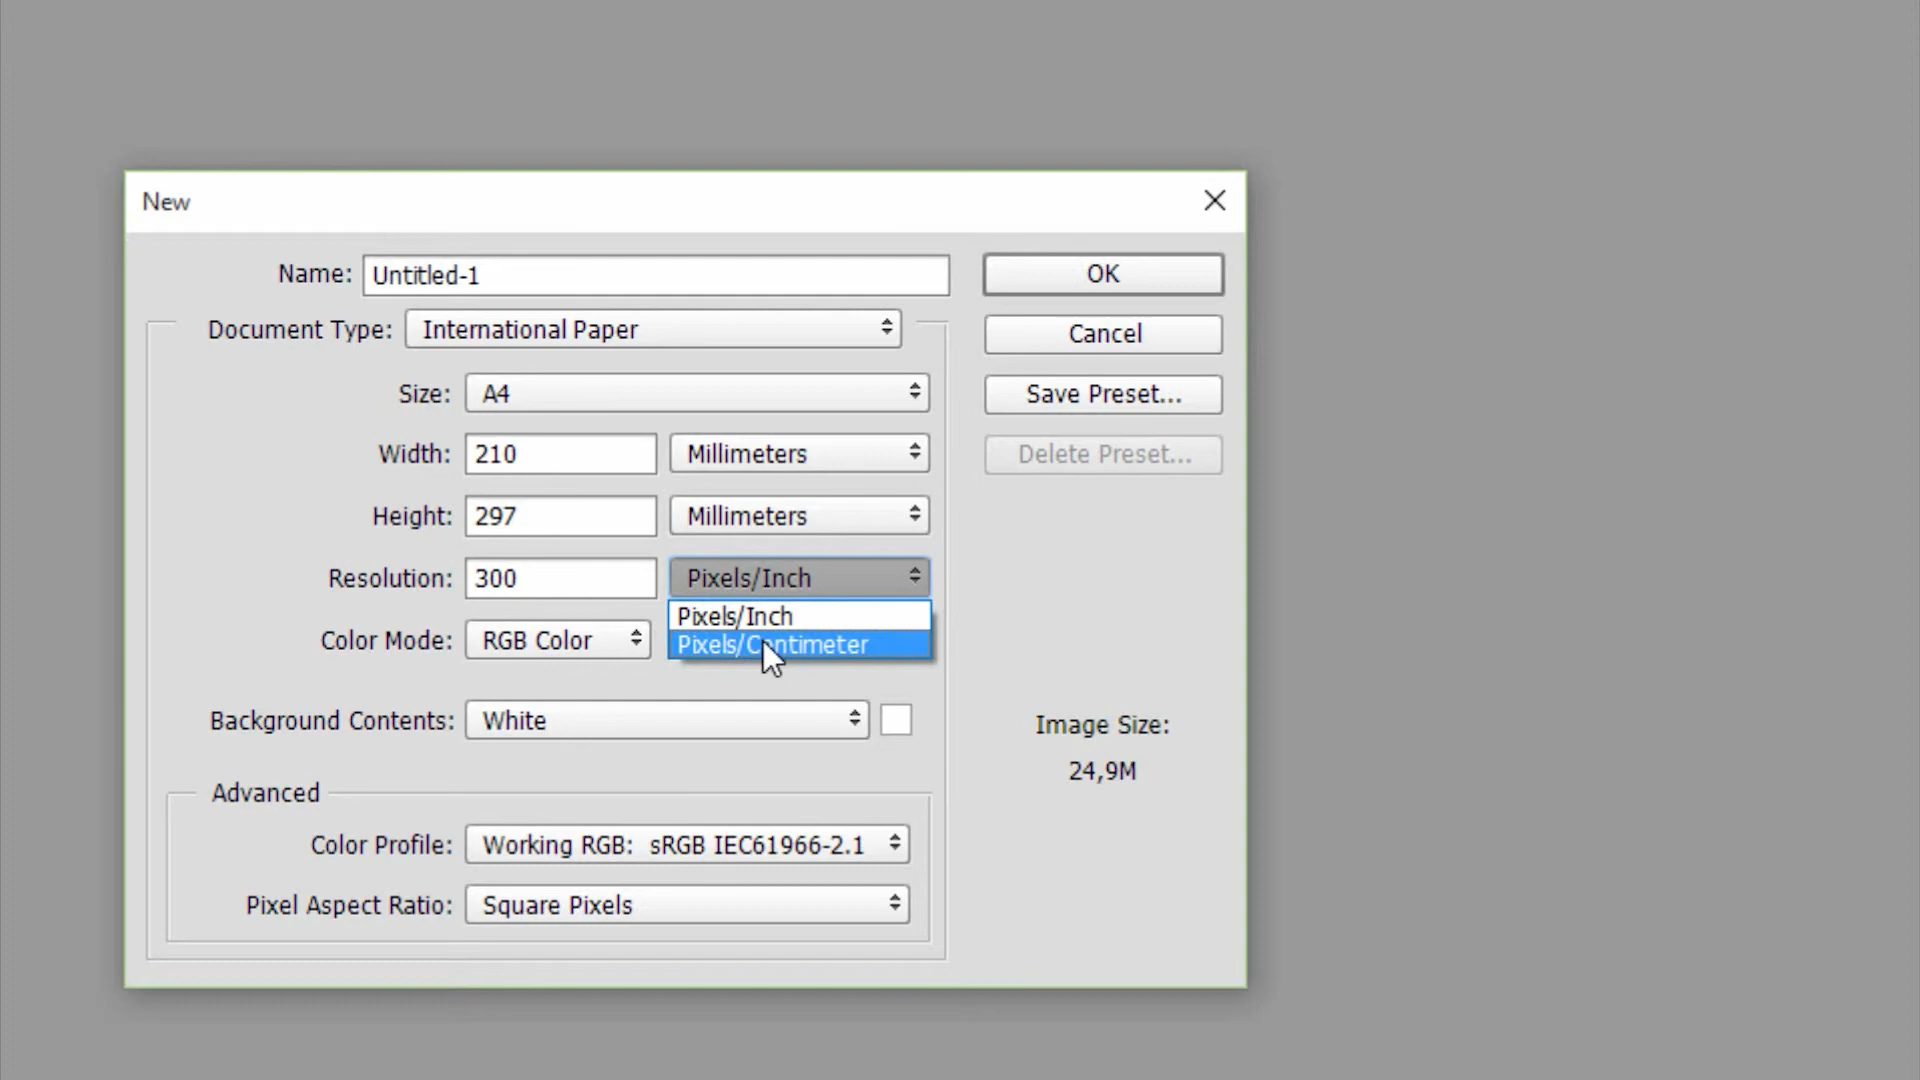 New
Name: Untitled-1
OK
Document Type: International Paper
Cancel
Size: A4
Save Preset...
Width: 210 Millimeters
Delete Preset...
Height: 297 Millimeters
Resolution: 300 Pixels/Inch
Pixels/Inch
Color Mode: RGB Color
Pixels/Centimeter
Background Contents: White
Image Size:
24,9M
Advanced
Color Profile: Working RGB: sRGB IEC61966-2.1
Pixel Aspect Ratio: Square Pixels